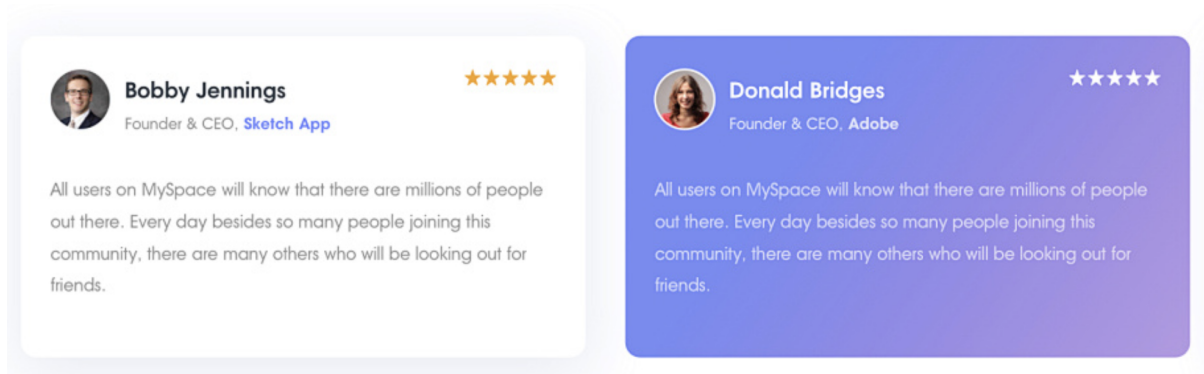 Bobby Jennings
Founder & CEO, Sketch App
All users on MySpace will know that there are millions of people
out there. Every day besides so many people joining this
community, there are many others who will be looking out for
friends.
Donald Bridges
Founder & CEO, Adobe
All users on MySpace will know that there are millions of people
out there. Every day besides so many people joining this
community, there are many others who will be looking out for
friends.